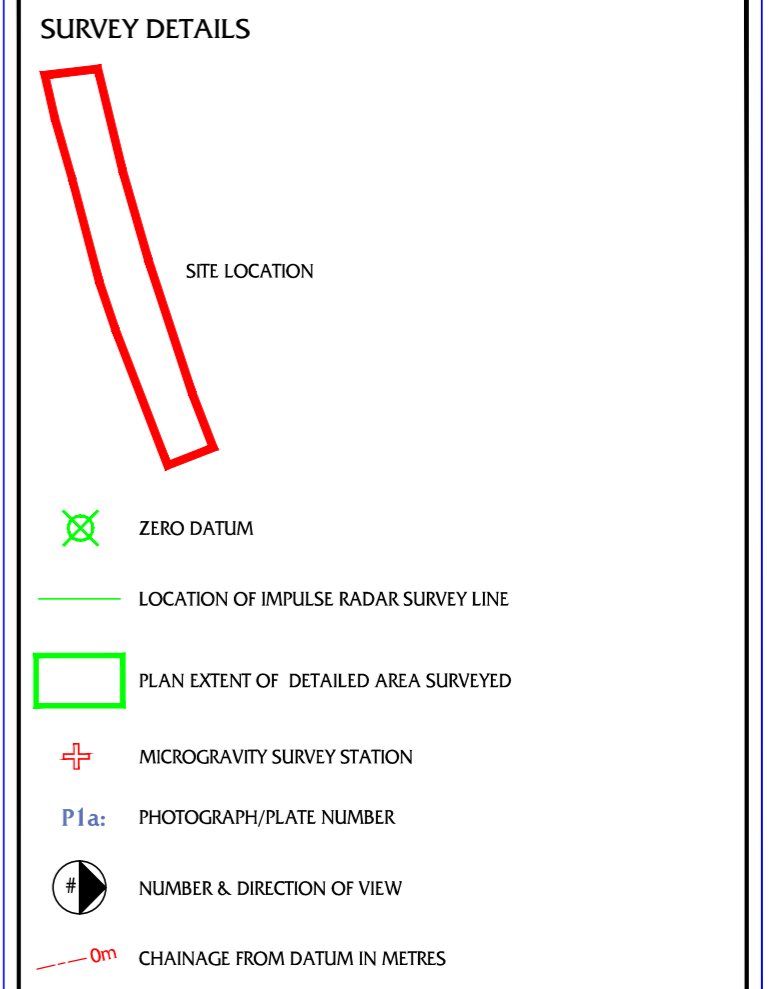 SURVEY DETAILS
SITE LOCATION
ZERO DATUM
LOCATION OF IMPULSE RADAR SURVEY LINE
PLAN EXTENT OF DETAILED AREA SURVEYED
MICROGRAVITY SURVEY STATION
P1a: PHOTOGRAPH/PLATE NUMBER
# NUMBER & DIRECTION OF VIEW
0m CHAINAGE FROM DATUM IN METRES